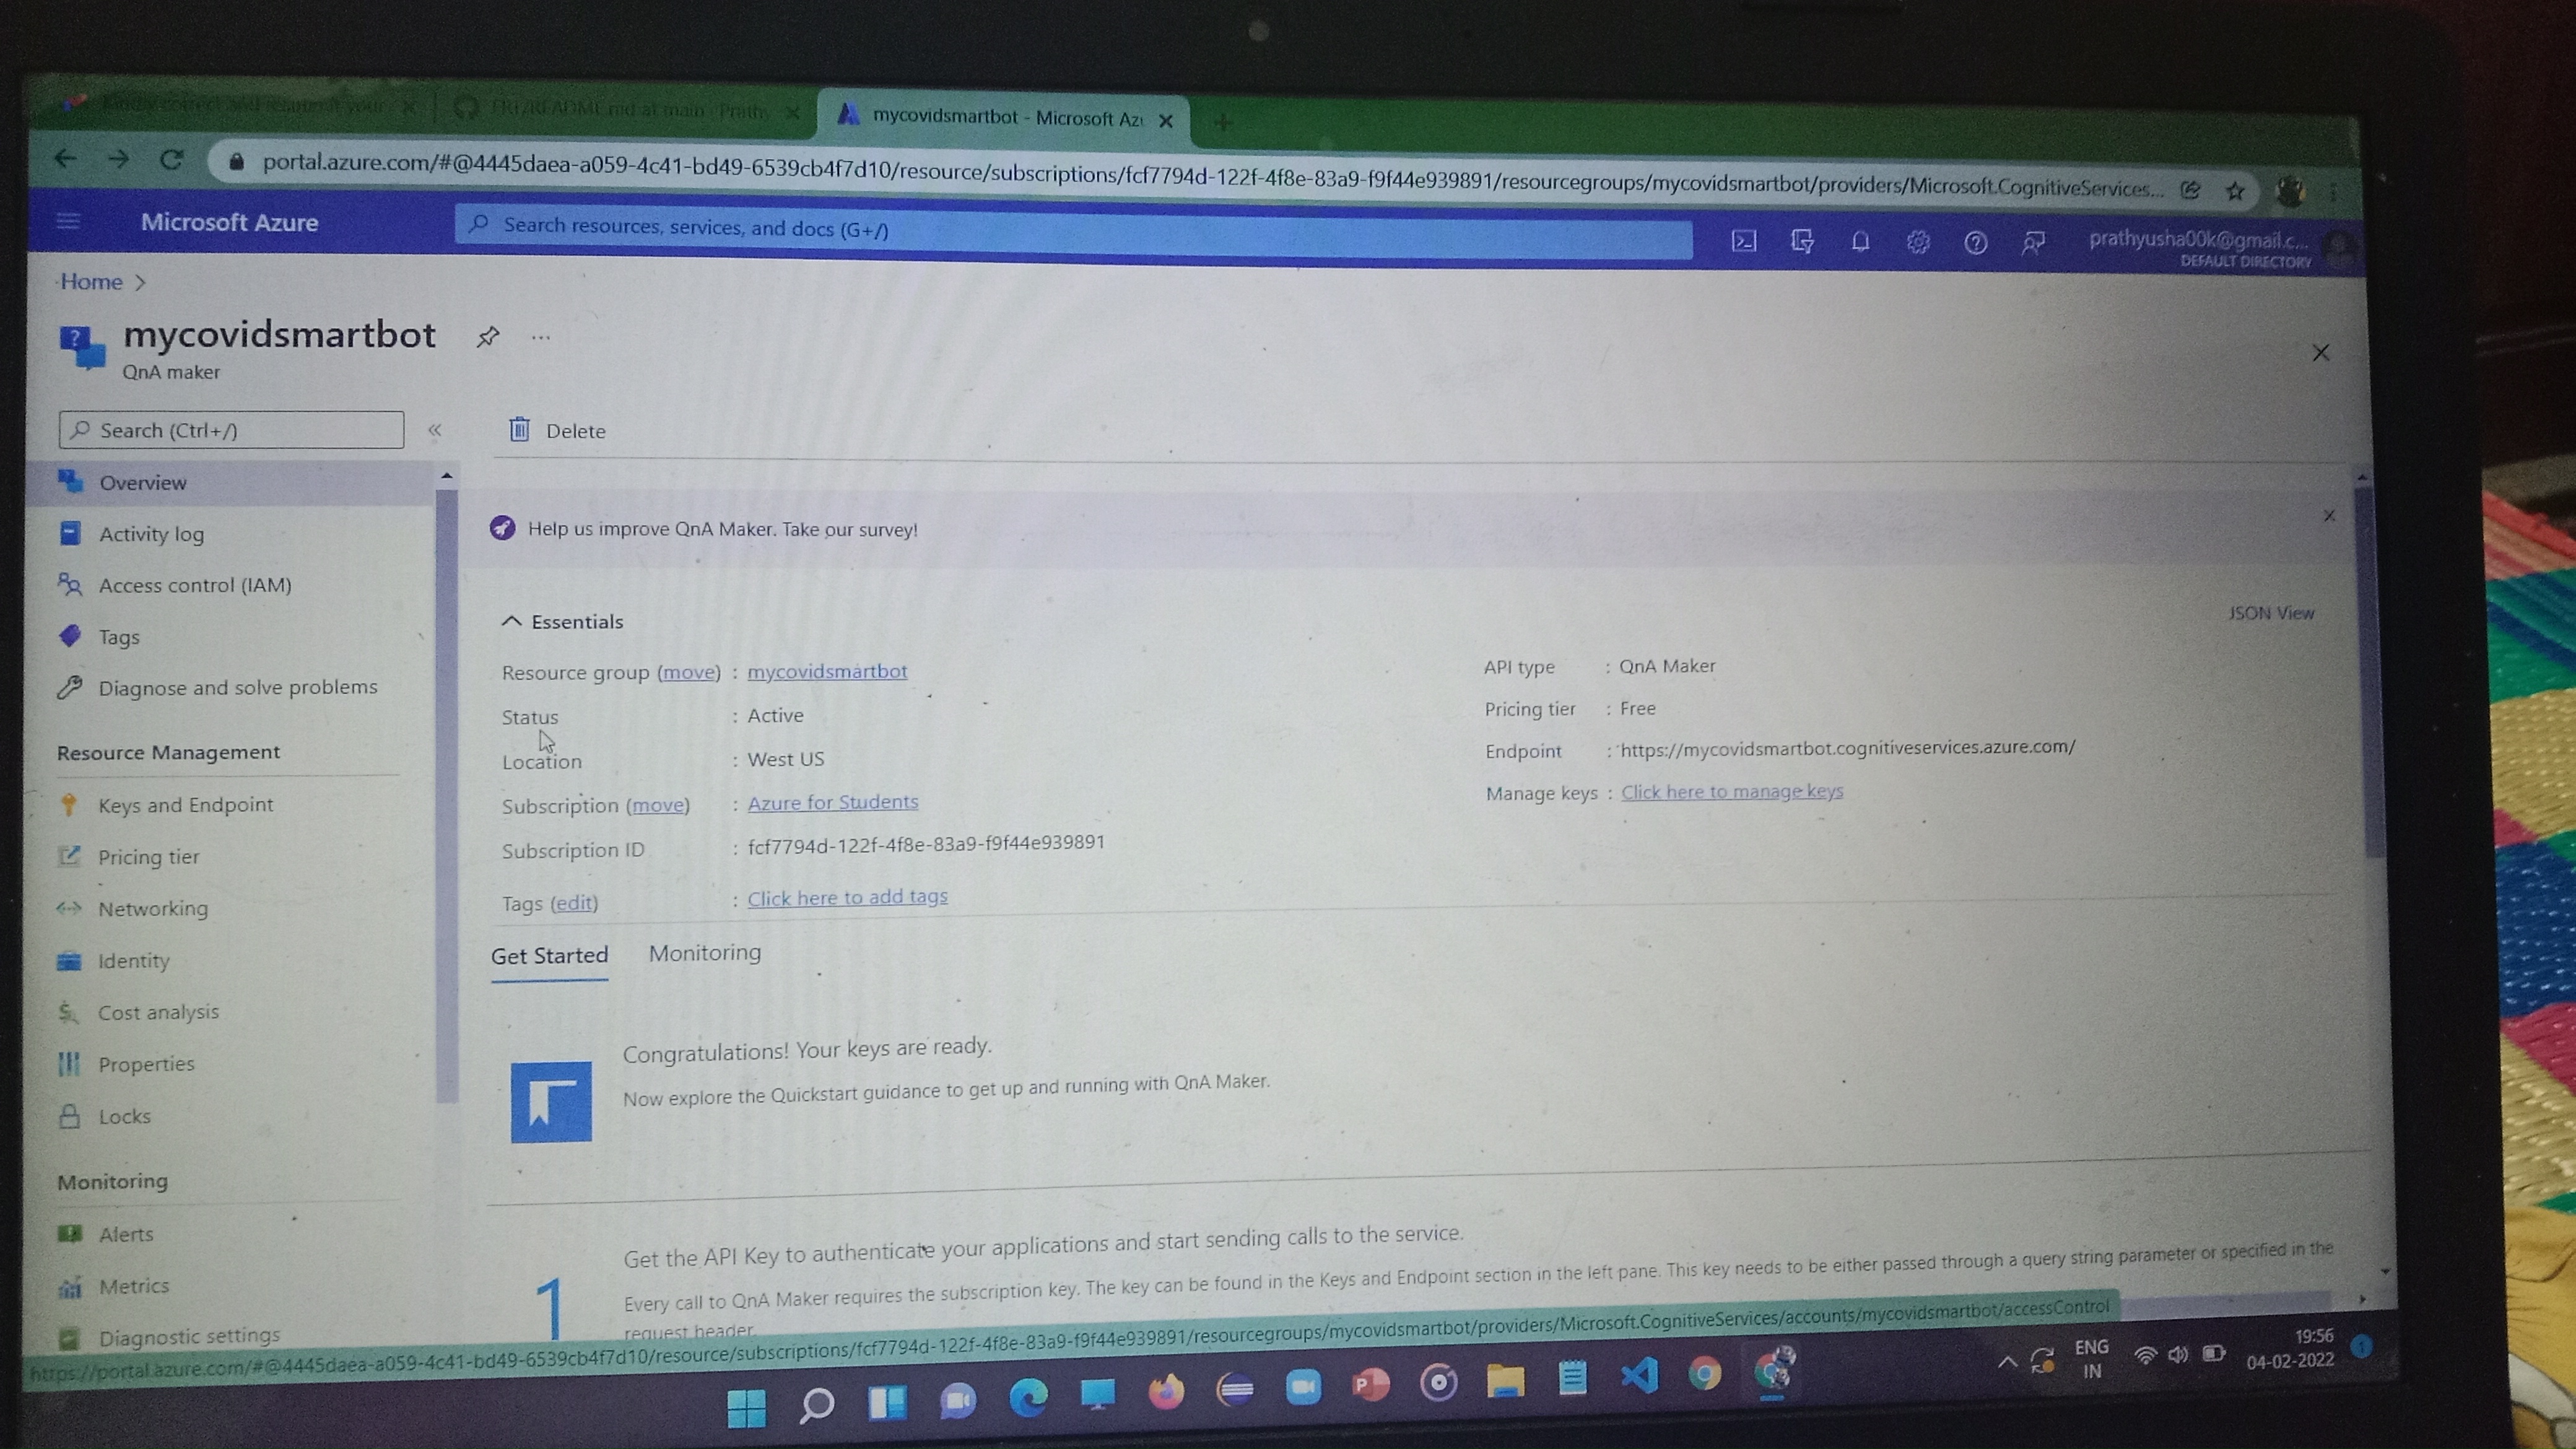 Kindly correct and resubmit your
FRT/README.md at main · Prathy
mycovidsmartbot - Microsoft Azu
portal.azure.com/#@4445daea-a059-4c41-bd49-6539cb4f7d10/resource/subscriptions/fcf7794d-122f-4f8e-83a9-f9f44e939891/resourcegroups/mycovidsmartbot/providers/Microsoft.CognitiveServices...
Microsoft Azure
Search resources, services, and docs (G+/)
prathyusha00k@gmail.c...
DEFAULT DIRECTORY
Home >
mycovidsmartbot
...
QnA maker
Search (Ctrl+/)
«
Delete
Overview
Activity log
Access control (IAM)
Tags
Diagnose and solve problems
Resource Management
Keys and Endpoint
Pricing tier
Networking
Identity
Cost analysis
Properties
Locks
Monitoring
Alerts
Metrics
Diagnostic settings
Help us improve QnA Maker. Take our survey!
Essentials
JSON View
Resource group (move) : mycovidsmartbot
Status : Active
Location : West US
Subscription (move) : Azure for Students
Subscription ID : fcf7794d-122f-4f8e-83a9-f9f44e939891
Tags (edit) : Click here to add tags
API type : QnA Maker
Pricing tier : Free
Endpoint : https://mycovidsmartbot.cognitiveservices.azure.com/
Manage keys : Click here to manage keys
Get Started Monitoring
Congratulations! Your keys are ready.
Now explore the Quickstart guidance to get up and running with QnA Maker.
1
Get the API Key to authenticate your applications and start sending calls to the service.
Every call to QnA Maker requires the subscription key. The key can be found in the Keys and Endpoint section in the left pane. This key needs to be either passed through a query string parameter or specified in the
request header.
https://portal.azure.com/#@4445daea-a059-4c41-bd49-6539cb4f7d10/resource/subscriptions/fcf7794d-122f-4f8e-83a9-f9f44e939891/resourcegroups/mycovidsmartbot/providers/Microsoft.CognitiveServices/accounts/mycovidsmartbot/accessControl
ENG
IN
19:56
04-02-2022
1